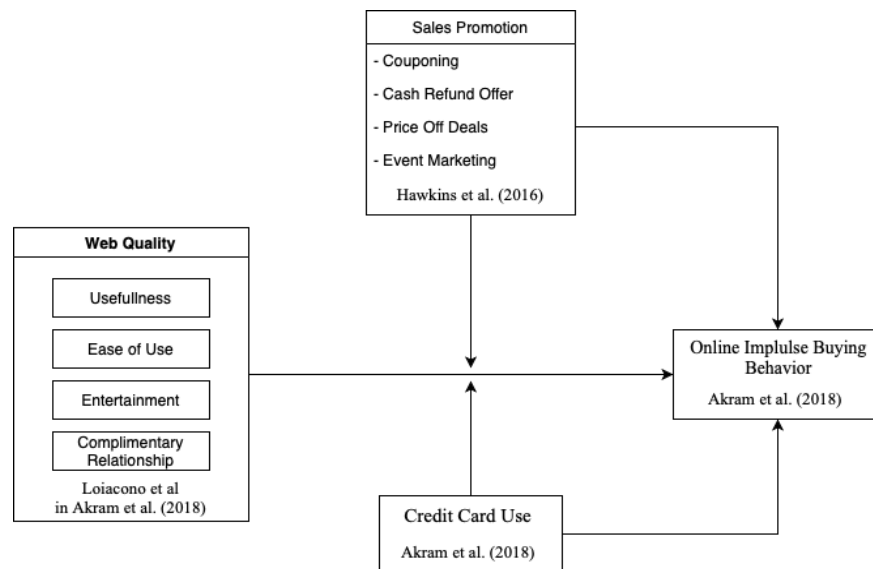 Sales Promotion
- Couponing
- Cash Refund Offer
- Price Off Deals
- Event Marketing
Hawkins et al. (2016)
Web Quality
Usefullness
Ease of Use
Entertainment
Complimentary
Relationship
Loiacono et al
in Akram et al. (2018)
Online Implulse Buying
Behavior
Akram et al. (2018)
Credit Card Use
Akram et al. (2018)